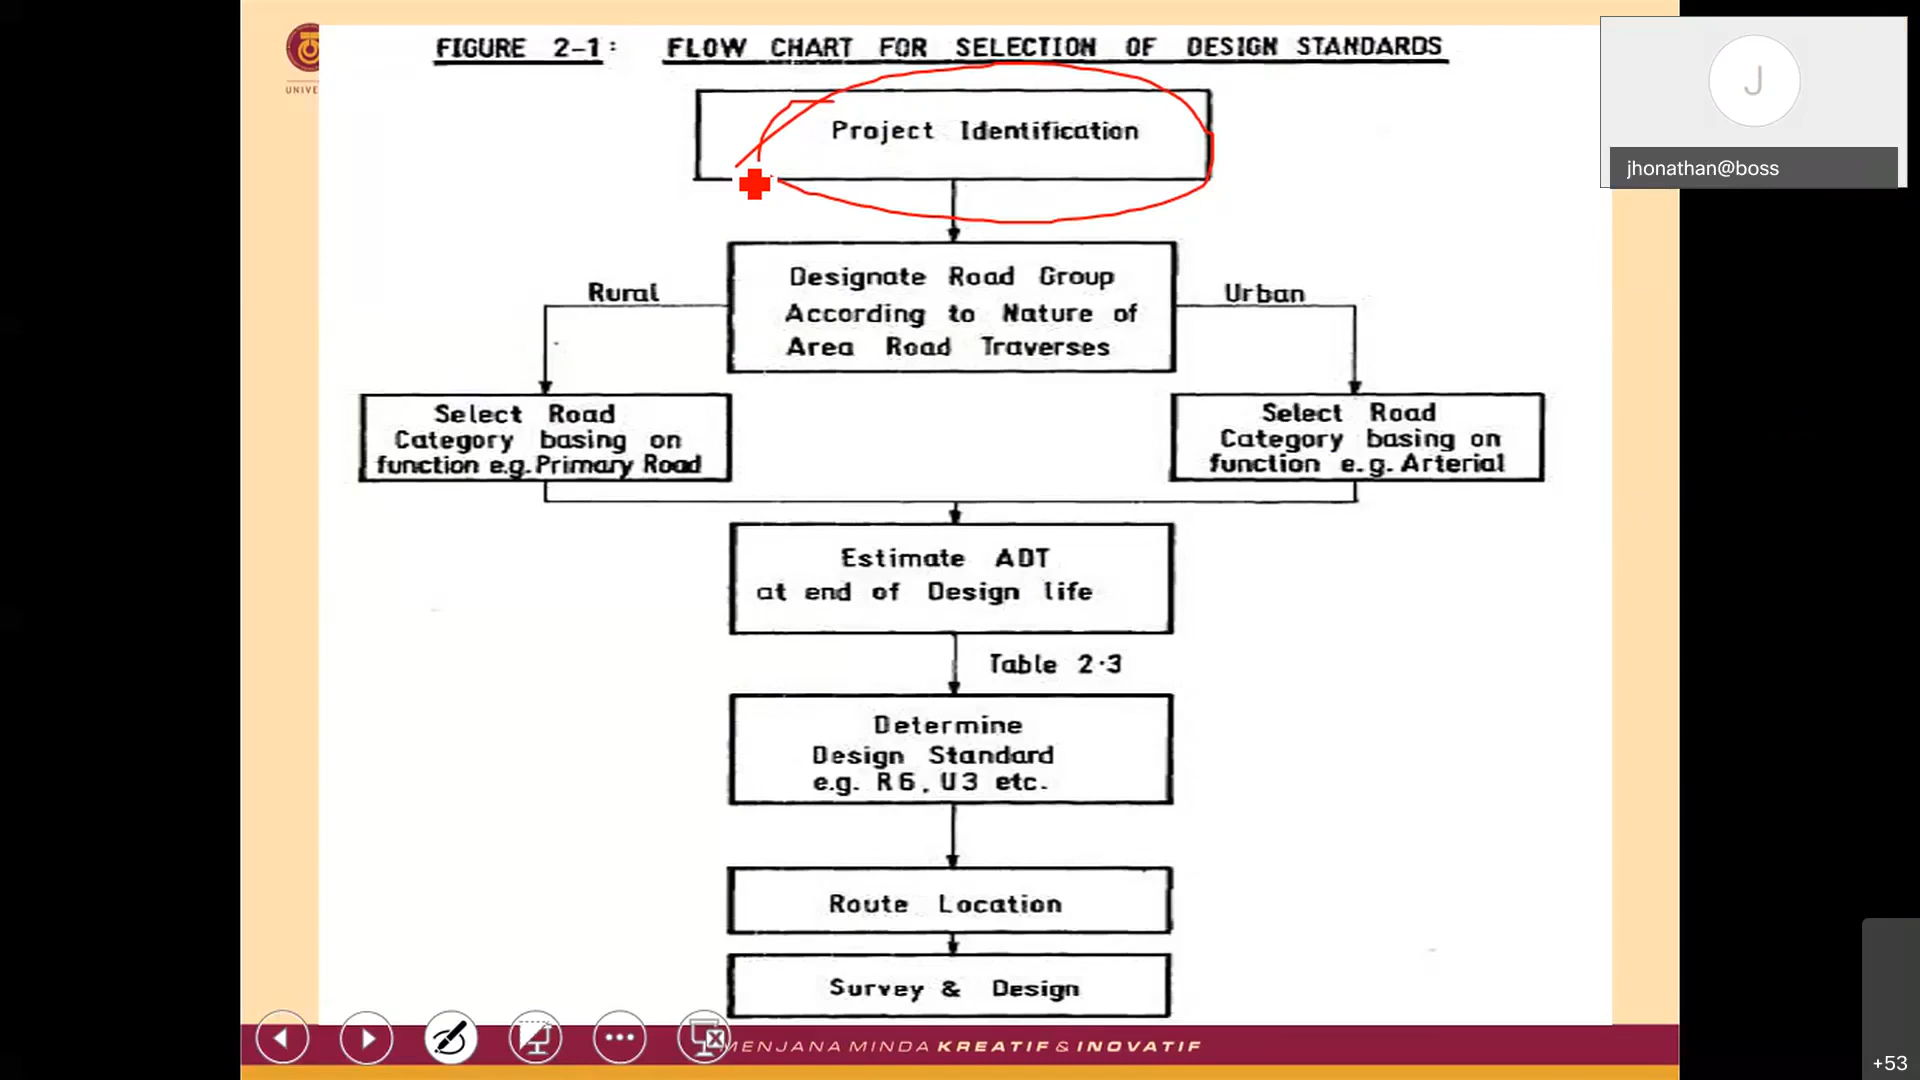 FIGURE 2-1: FLOW CHART FOR SELECTION OF DESIGN STANDARDS
UNIVE
J
jhonathan@boss
Project Identification
Designate Road Group
According to Nature of
Area Road Traverses
Rural
Urban
Select Road
Category basing on
function e.g. Primary Road
Select Road
Category basing on
function e.g. Arterial
Estimate ADT
at end of Design life
Table 2.3
Determine
Design Standard
e.g. R6, U3 etc.
Route Location
Survey & Design
MENJANA MINDA KREATIF & INOVATIF
+53